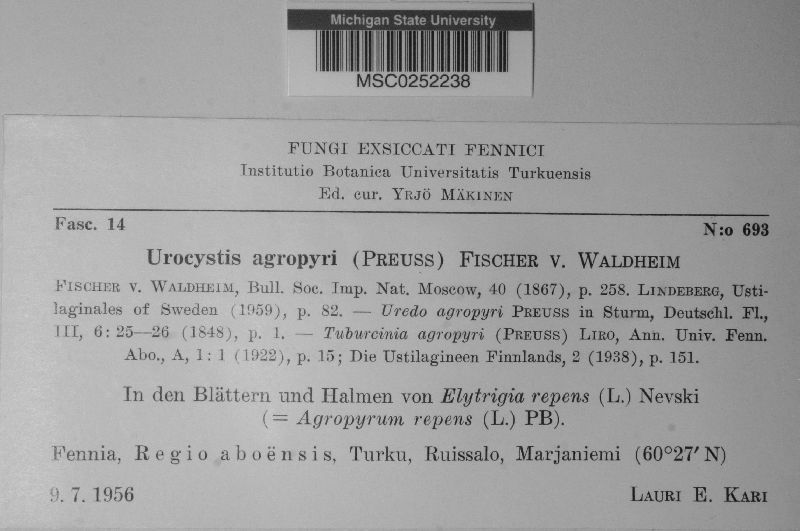 Michigan State University
MSC0252238
FUNGI EXSICCATI FENNICI
Institutio Botanica Universitatis Turkuensis
Ed. cur. YRJÖ MÄKINEN
Fasc. 14 N:o 693
Urocystis agropyri (PREUSS) FISCHER V. WALDHEIM
FISCHER V. WALDHEIM, Bull. Soc. Imp. Nat. Moscow, 40 (1867), p. 258. LINDEBERG, Usti-
laginales of Sweden (1959), p. 82. — Uredo agropyri PREUSS in Sturm, Deutschl. Fl.,
III, 6: 25—26 (1848), p. 1. — Tuburcinia agropyri (PREUSS) LIRO, Ann. Univ. Fenn.
Abo., A, 1: 1 (1922), p. 15; Die Ustilagineen Finnlands, 2 (1938), p. 151.
In den Blättern und Halmen von Elytrigia repens (L.) Nevski
(= Agropyrum repens (L.) PB).
Fennia, Regio aboënsis, Turku, Ruissalo, Marjaniemi (60°27′ N)
9. 7. 1956 LAURI E. KARI